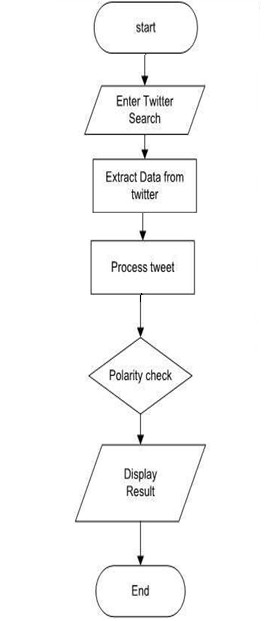 start
Enter Twitter
Search
Extract Data from
twitter
Process tweet
Polarity check
Display
Result
End